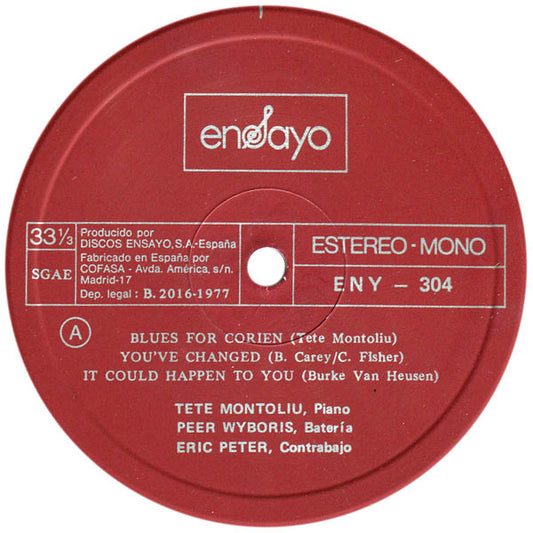 ensayo
33 1/3
SGAE
Producido por
DISCOS ENSAYO, S.A.-España
Fabricado en España por
COFASA - Avda. América, s/n.
Madrid-17
Dep. legal : B. 2016-1977
ESTEREO - MONO
ENY - 304
A
BLUES FOR CORIEN (Tete Montoliu)
YOU'VE CHANGED (B. Carey/C. Fisher)
IT COULD HAPPEN TO YOU (Burke Van Heusen)
TETE MONTOLIU, Piano
PEER WYBORIS, Batería
ERIC PETER, Contrabajo